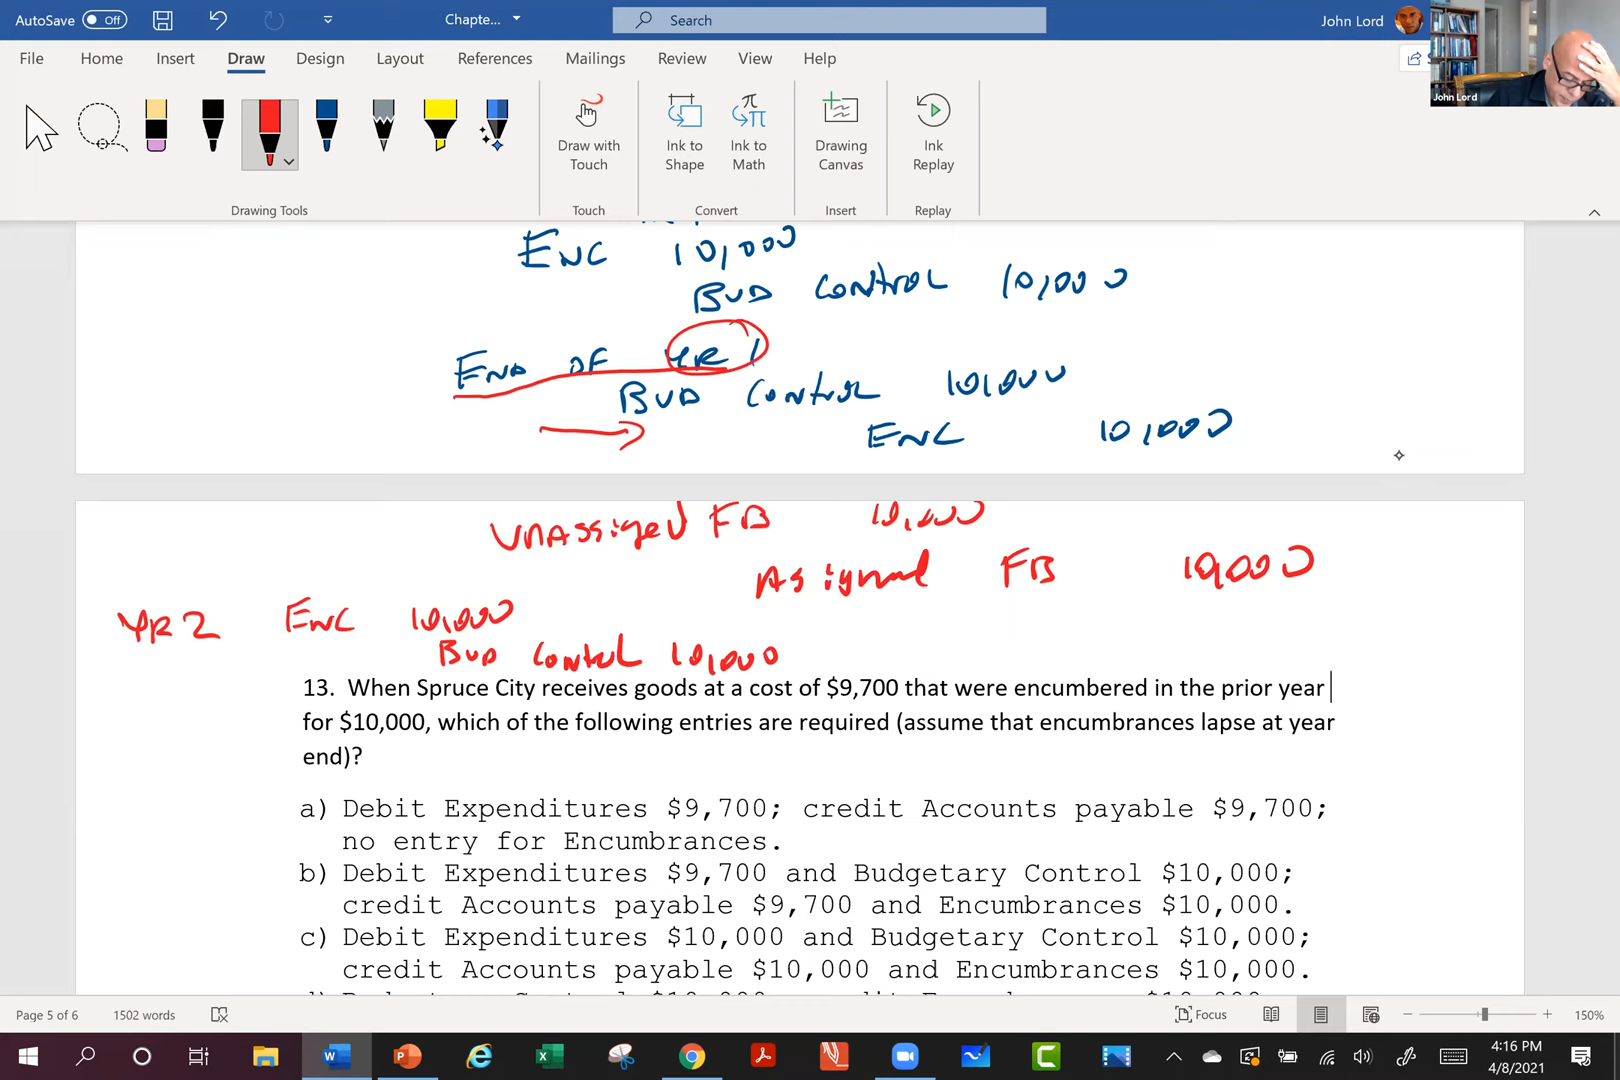 AutoSave Off Chapte... Search John Lord
File Home Insert Draw Design Layout References Mailings Review View Help
John Lord
Draw with Touch
Ink to Shape
Ink to Math
Drawing Canvas
Ink Replay
Drawing Tools Touch Convert Insert Replay
ENC 10,000
BUD CONTROL 10,000
END OF YR 1
BUD CONTROL 10,000
ENC 10,000
UNASSigned FB 10,000
Assigned FB 10,000
YR 2 ENC 10,000
BUD CONTROL 10,000
13. When Spruce City receives goods at a cost of $9,700 that were encumbered in the prior year
for $10,000, which of the following entries are required (assume that encumbrances lapse at year
end)?
a) Debit Expenditures $9,700; credit Accounts payable $9,700;
no entry for Encumbrances.
b) Debit Expenditures $9,700 and Budgetary Control $10,000;
credit Accounts payable $9,700 and Encumbrances $10,000.
c) Debit Expenditures $10,000 and Budgetary Control $10,000;
credit Accounts payable $10,000 and Encumbrances $10,000.
Page 5 of 6 1502 words Focus 150%
4:16 PM
4/8/2021